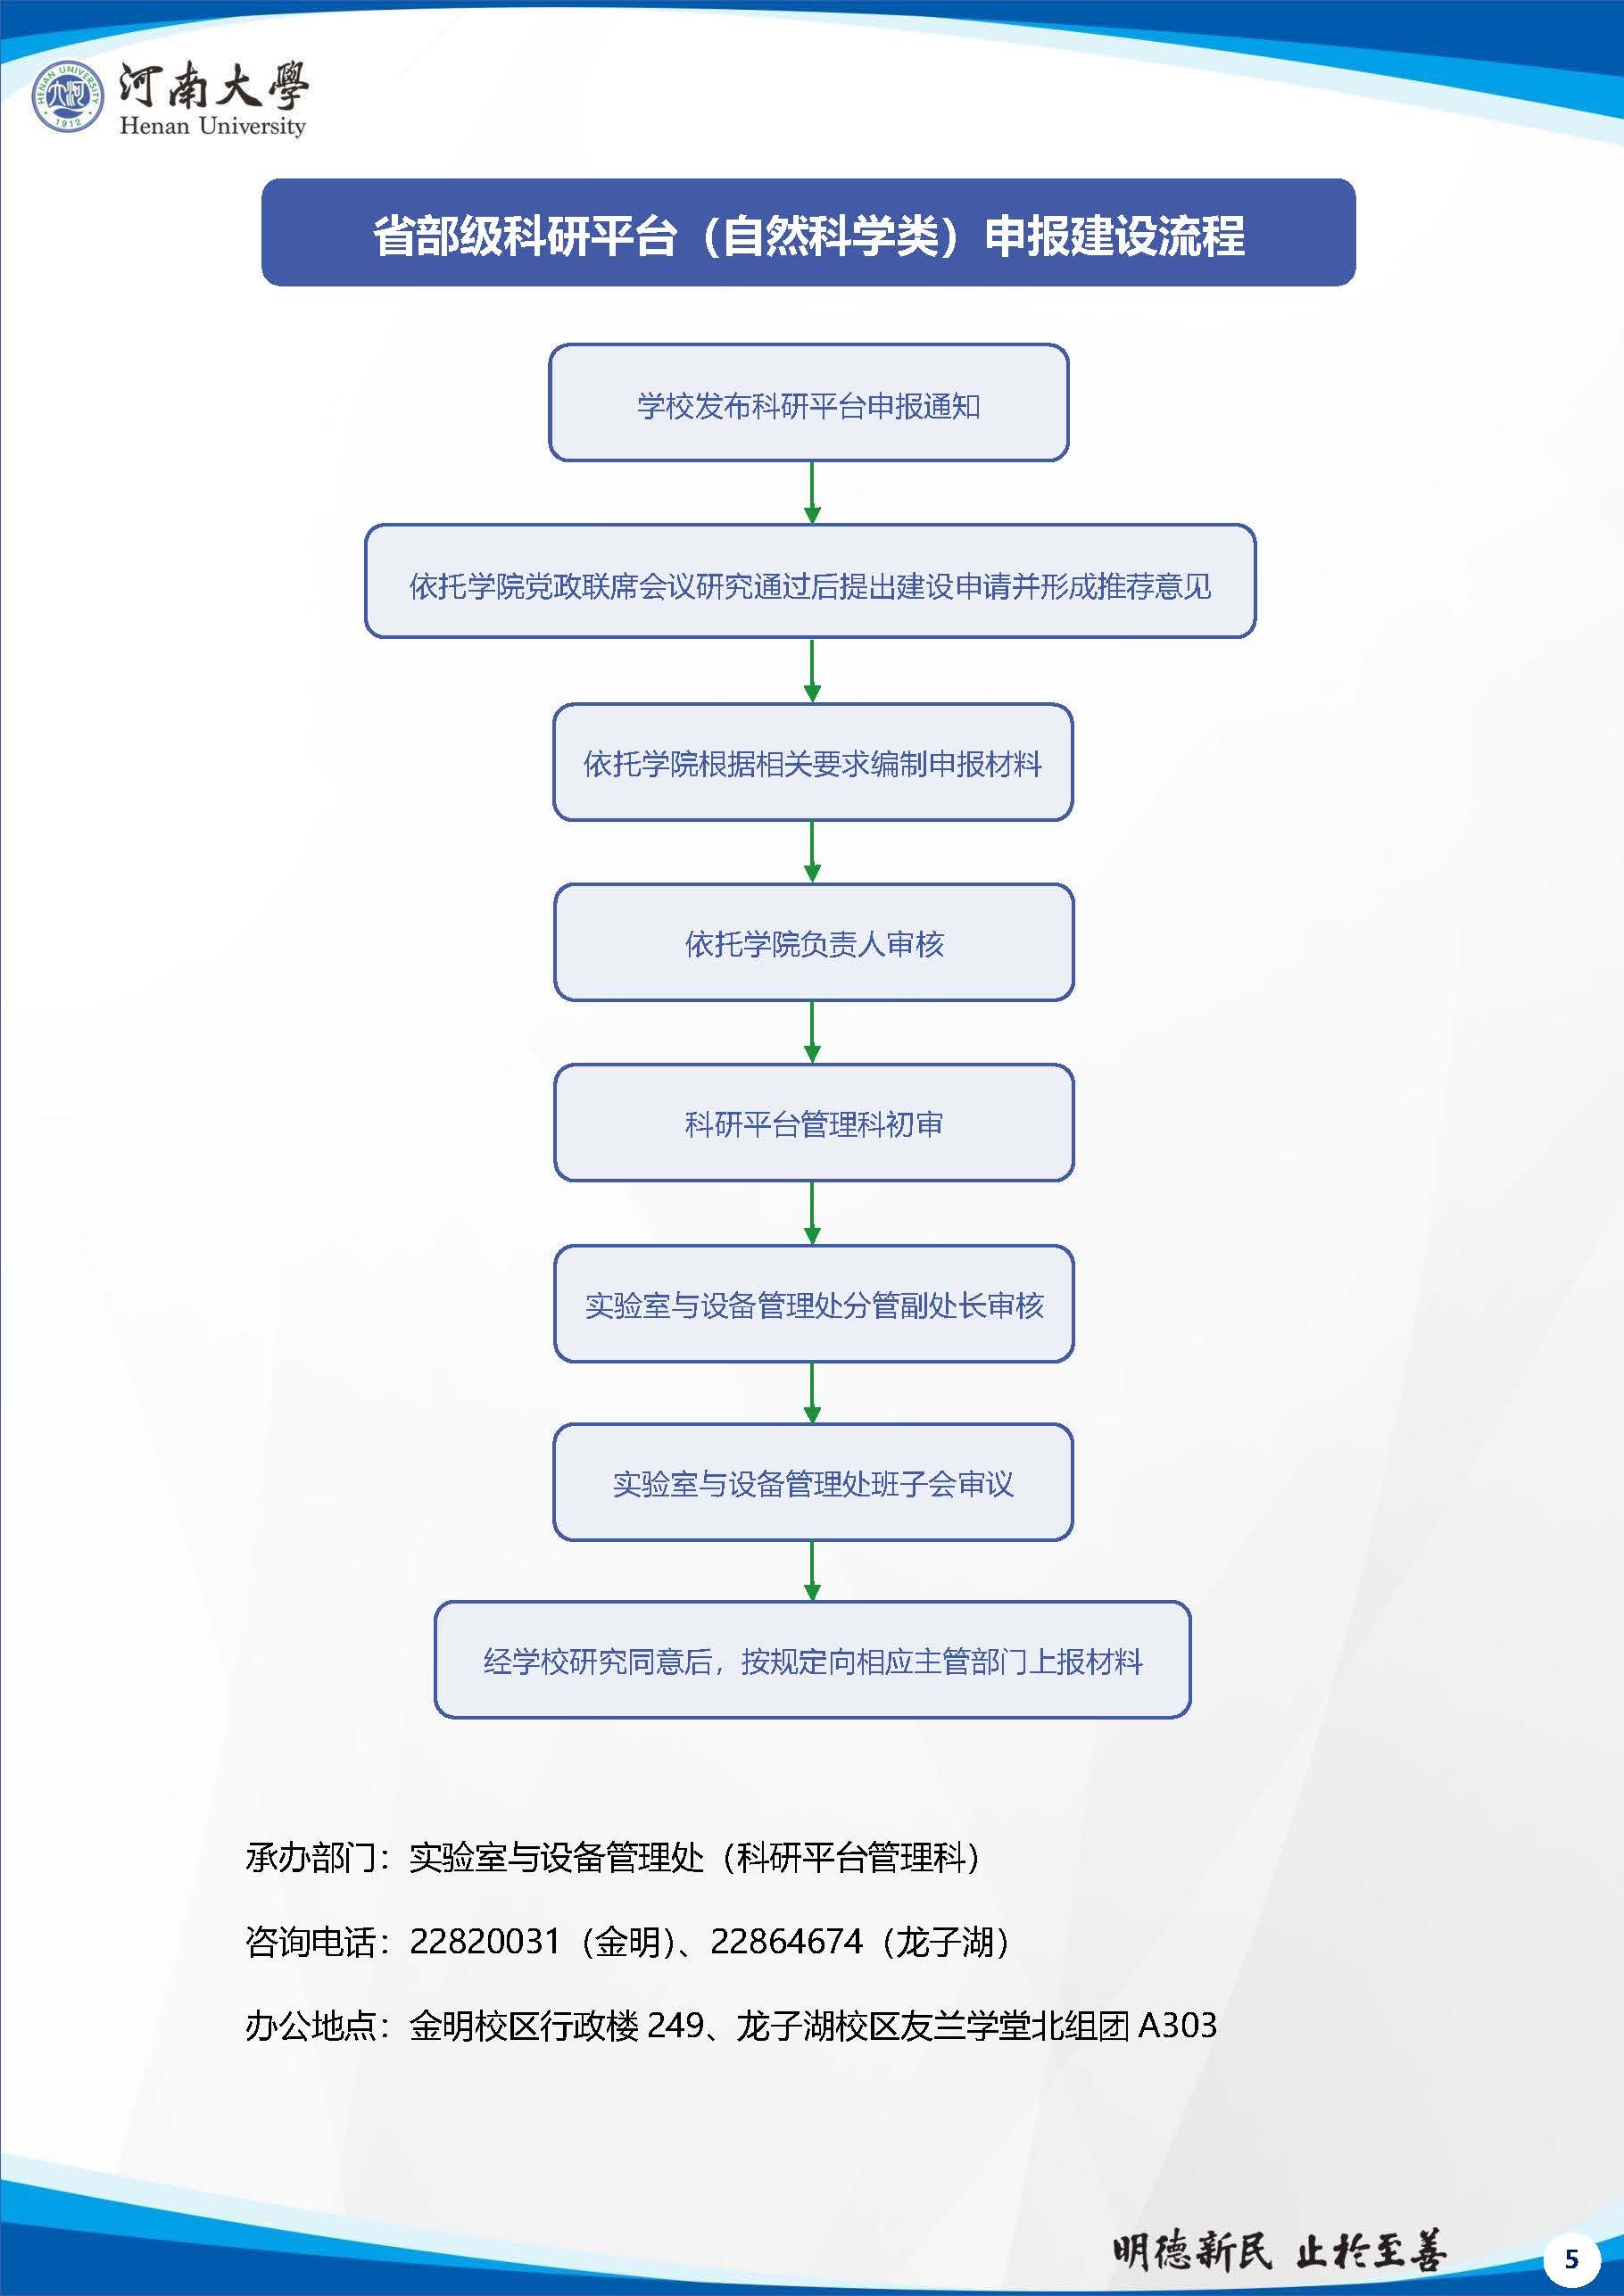 HENAN UNIVERSITY
1912
河南大學
Henan University
省部级科研平台（自然科学类）申报建设流程
学校发布科研平台申报通知
依托学院党政联席会议研究通过后提出建设申请并形成推荐意见
依托学院根据相关要求编制申报材料
依托学院负责人审核
科研平台管理科初审
实验室与设备管理处分管副处长审核
实验室与设备管理处班子会审议
经学校研究同意后，按规定向相应主管部门上报材料
承办部门：实验室与设备管理处（科研平台管理科）
咨询电话：22820031（金明）、22864674（龙子湖）
办公地点：金明校区行政楼 249、龙子湖校区友兰学堂北组团 A303
明德新民 止於至善
5